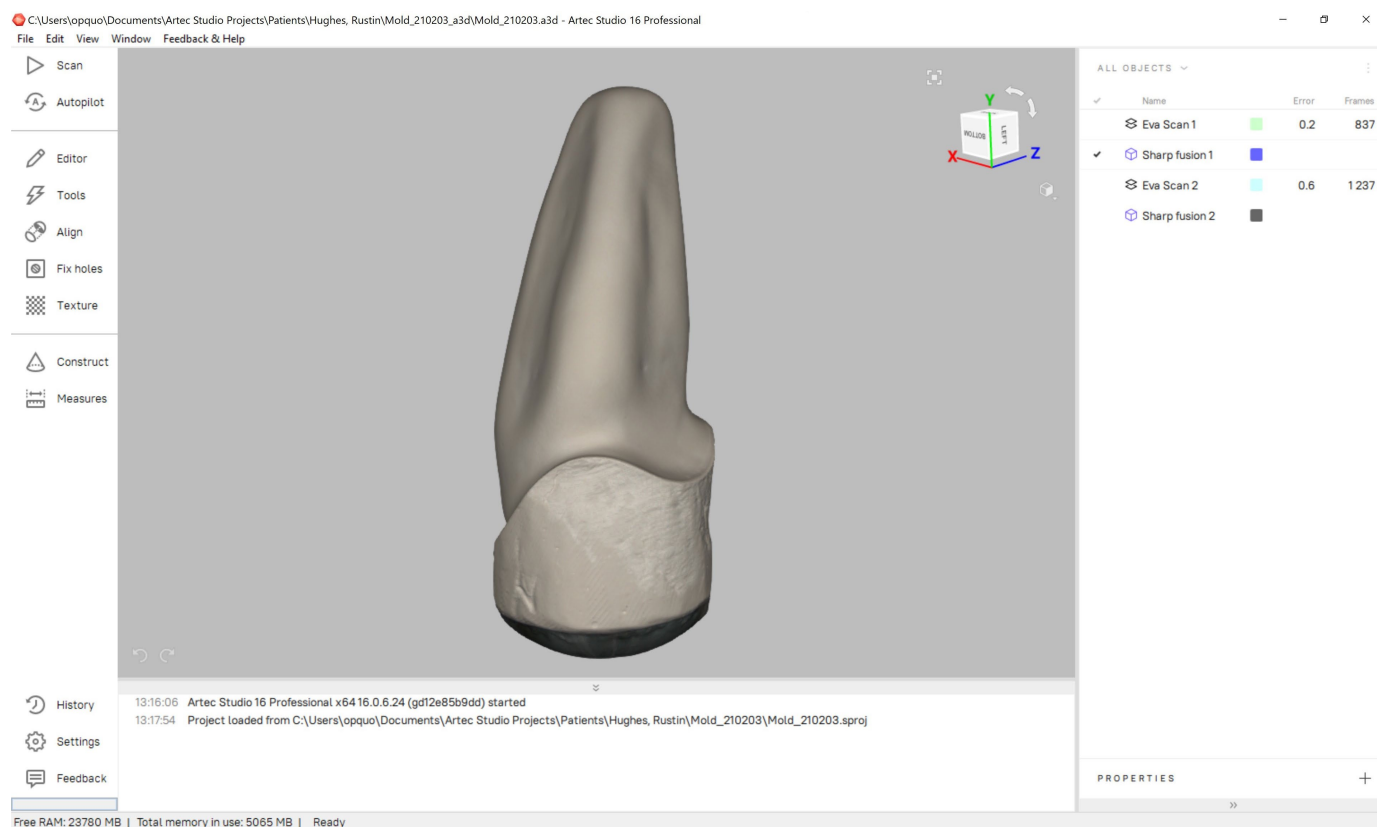 C:\Users\opquo\Documents\Artec Studio Projects\Patients\Hughes, Rustin\Mold_210203_a3d\Mold_210203.a3d - Artec Studio 16 Professional
File Edit View Window Feedback & Help
Scan
Autopilot
Editor
Tools
Align
Fix holes
Texture
Construct
Measures
History
Settings
Feedback
Y
BOTTOM
LEFT
X
Z
ALL OBJECTS
Name Error Frames
Eva Scan 1 0.2 837
Sharp fusion 1
Eva Scan 2 0.6 1 237
Sharp fusion 2
13:16:06 Artec Studio 16 Professional x64 16.0.6.24 (gd12e85b9dd) started
13:17:54 Project loaded from C:\Users\opquo\Documents\Artec Studio Projects\Patients\Hughes, Rustin\Mold_210203\Mold_210203.sproj
PROPERTIES
Free RAM: 23780 MB | Total memory in use: 5065 MB | Ready